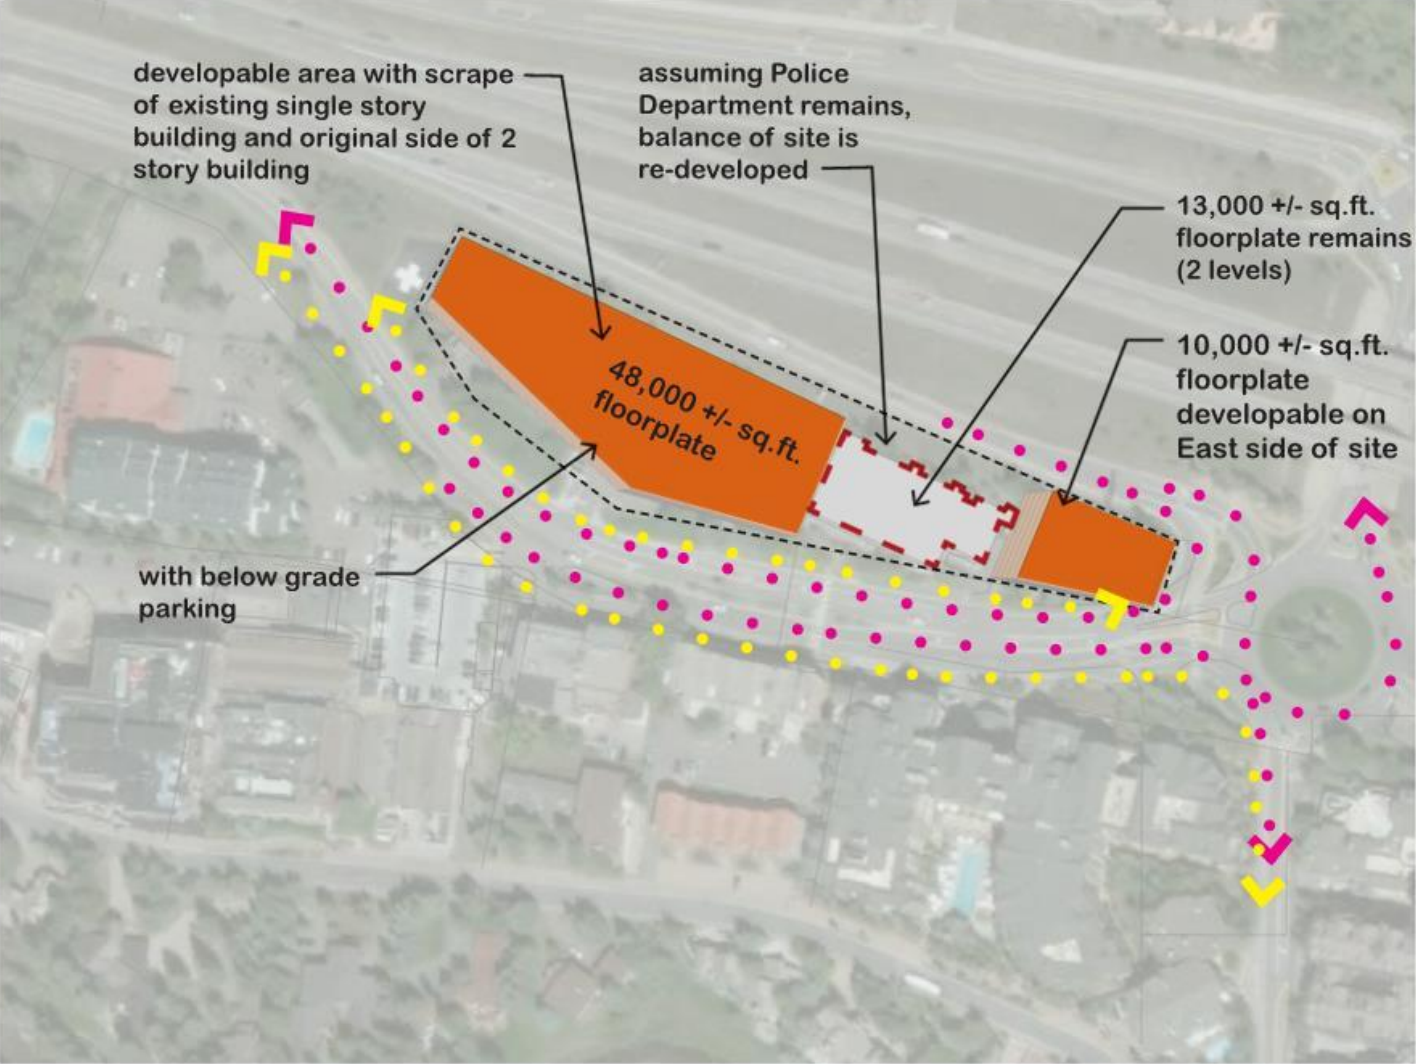 developable area with scrape
of existing single story
building and original side of 2
story building
assuming Police
Department remains,
balance of site is
re-developed
13,000 +/- sq.ft.
floorplate remains
(2 levels)
10,000 +/- sq.ft.
floorplate
developable on
East side of site
48,000 +/- sq.ft.
floorplate
with below grade
parking